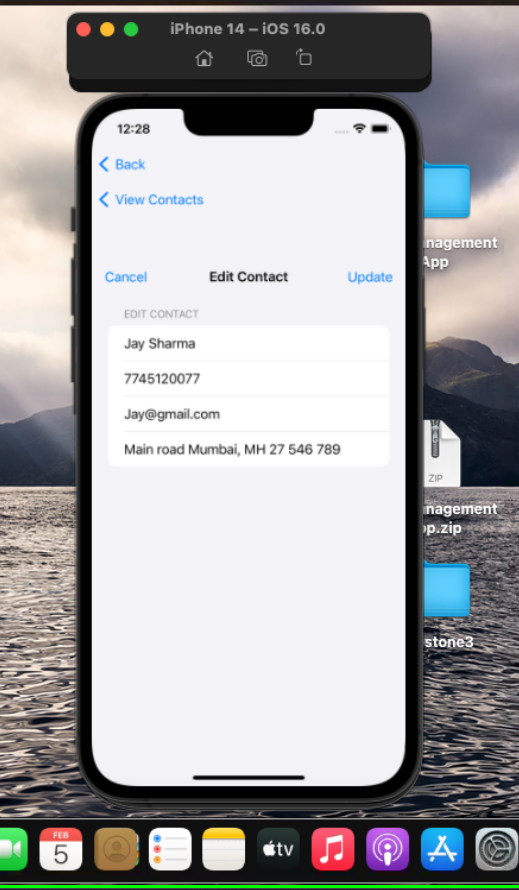 iPhone 14 – iOS 16.0
12:28
Back
View Contacts
Cancel
Edit Contact
Update
EDIT CONTACT
Jay Sharma
7745120077
Jay@gmail.com
Main road Mumbai, MH 27 546 789
nagement
App
ZIP
nagement
p.zip
stone3
FEB
5
tv